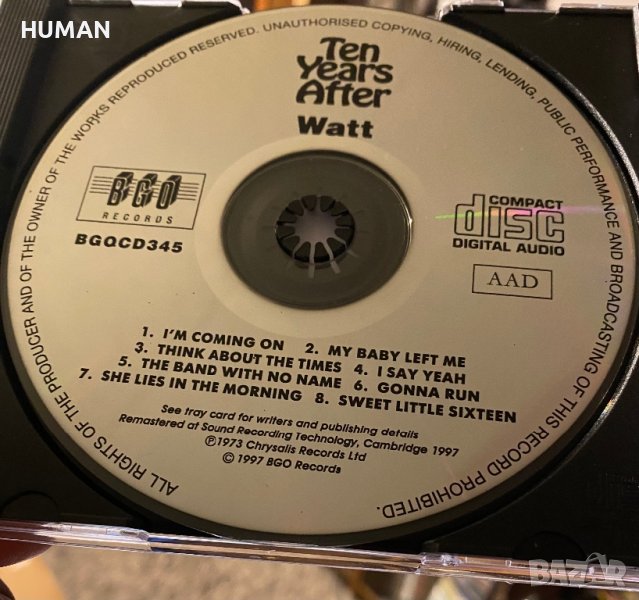 HUMAN
ALL RIGHTS OF THE PRODUCER AND OF THE OWNER OF THE WORKS REPRODUCED RESERVED. UNAUTHORISED COPYING, HIRING, LENDING, PUBLIC PERFORMANCE AND BROADCASTING OF THIS RECORD PROHIBITED.
Ten
Years
After
Watt
BGO
RECORDS
BGOCD345
COMPACT
disc
DIGITAL AUDIO
AAD
1. I'M COMING ON 2. MY BABY LEFT ME
3. THINK ABOUT THE TIMES 4. I SAY YEAH
5. THE BAND WITH NO NAME 6. GONNA RUN
7. SHE LIES IN THE MORNING 8. SWEET LITTLE SIXTEEN
See tray card for writers and publishing details
Remastered at Sound Recording Technology, Cambridge 1997
℗1973 Chrysalis Records Ltd
© 1997 BGO Records
BAZAR.BG